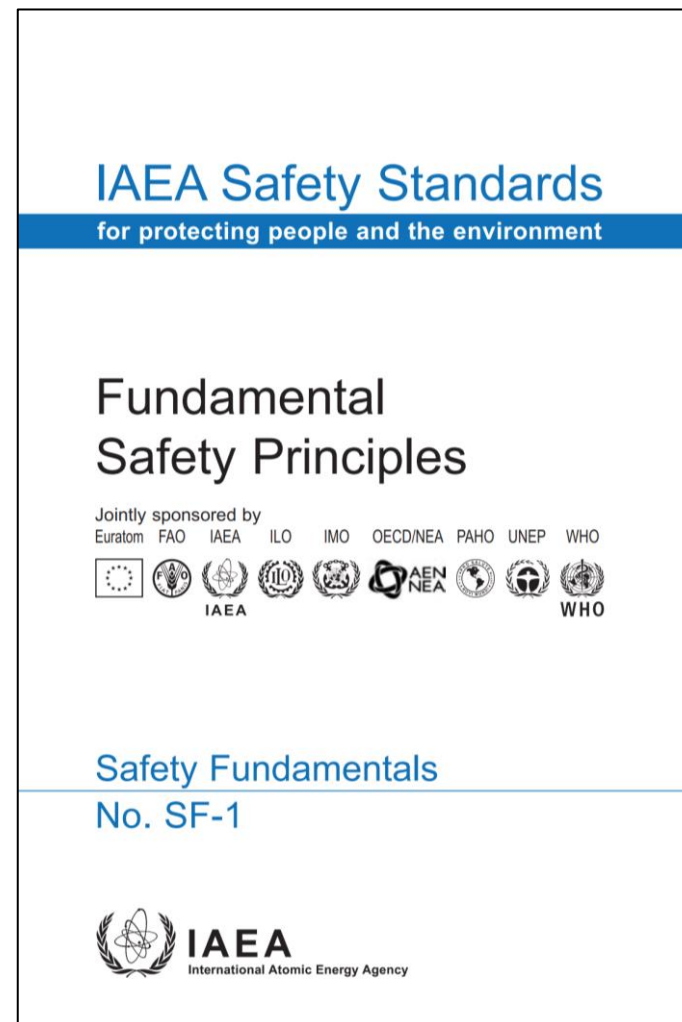 IAEA Safety Standards
for protecting people and the environment
Fundamental
Safety Principles
Jointly sponsored by
Euratom FAO IAEA ILO IMO OECD/NEA PAHO UNEP WHO
FAO ILO AEN
NEA
IAEA WHO
Safety Fundamentals
No. SF-1
IAEA
International Atomic Energy Agency